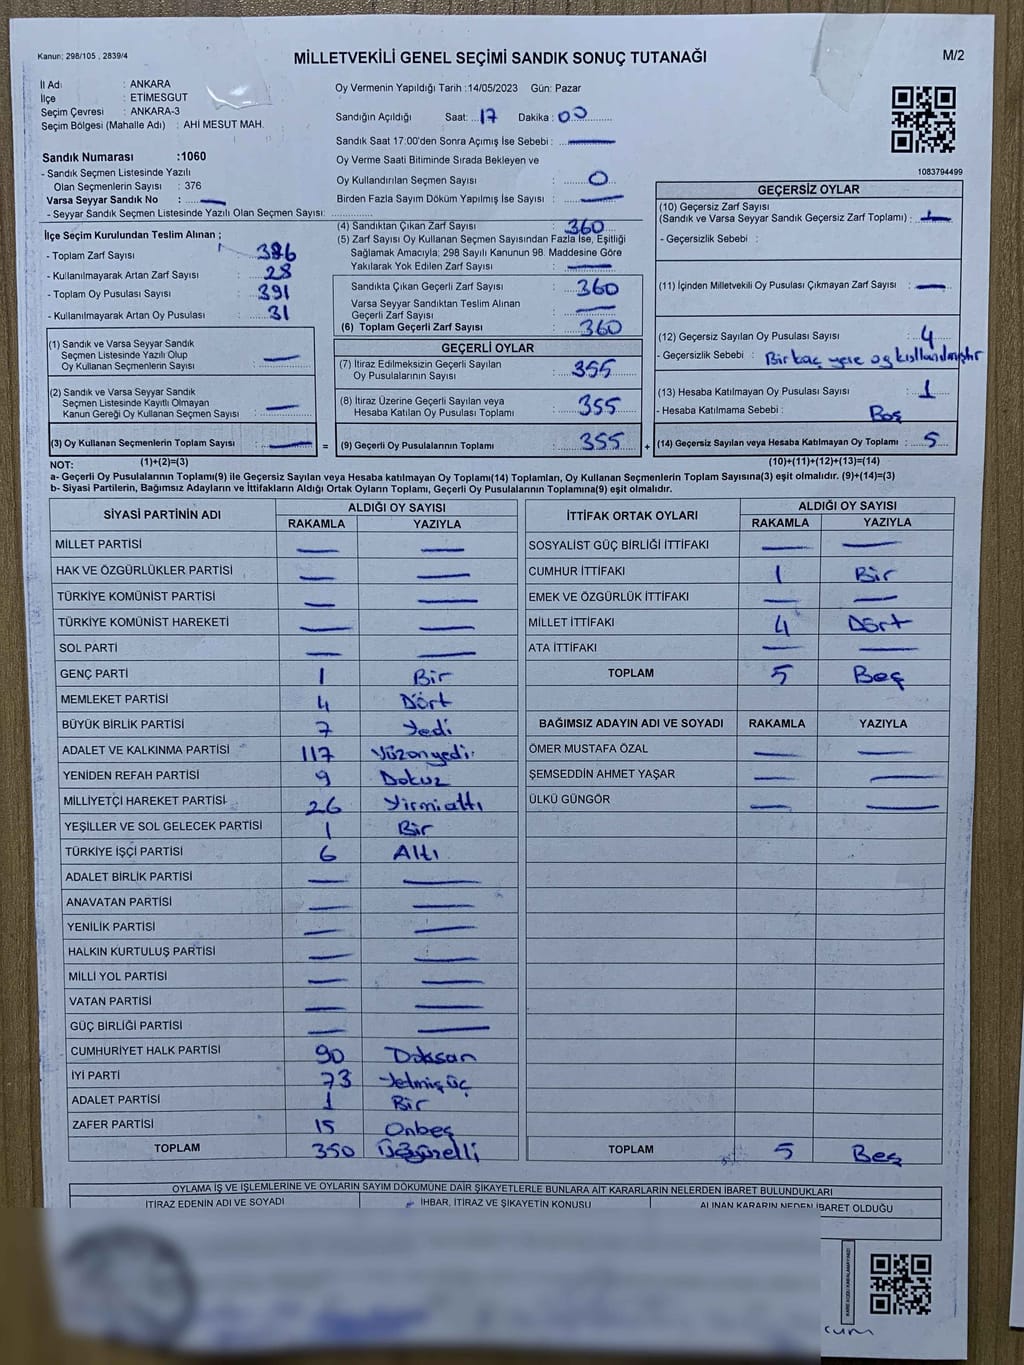 Kanun; 298/105 , 2839/4
MİLLETVEKİLİ GENEL SEÇİMİ SANDIK SONUÇ TUTANAĞI
M/2
İl Adı : ANKARA
İlçe : ETİMESGUT
Seçim Çevresi : ANKARA-3
Seçim Bölgesi (Mahalle Adı) : AHİ MESUT MAH.
Oy Vermenin Yapıldığı Tarih :14/05/2023 Gün: Pazar
Sandığın Açıldığı Saat: 17 Dakika : 00
Sandık Saat 17:00'den Sonra Açımış İse Sebebi : —
Oy Verme Saati Bitiminde Sırada Bekleyen ve
Oy Kullandırılan Seçmen Sayısı : 0
Birden Fazla Sayım Döküm Yapılmış İse Sayısı : —
1083794499
Sandık Numarası :1060
- Sandık Seçmen Listesinde Yazılı
Olan Seçmenlerin Sayısı : 376
Varsa Seyyar Sandık No : —
- Seyyar Sandık Seçmen Listesinde Yazılı Olan Seçmen Sayısı:
İlçe Seçim Kurulundan Teslim Alınan ;
- Toplam Zarf Sayısı :
- Kullanılmayarak Artan Zarf Sayısı : 28
- Toplam Oy Pusulası Sayısı : 391
- Kullanılmayarak Artan Oy Pusulası : 31
(4) Sandıktan Çıkan Zarf Sayısı : 360
(5) Zarf Sayısı Oy Kullanan Seçmen Sayısından Fazla İse, Eşitliği
Sağlamak Amacıyla; 298 Sayılı Kanunun 98. Maddesine Göre
Yakılarak Yok Edilen Zarf Sayısı : —
Sandıkta Çıkan Geçerli Zarf Sayısı : 360
Varsa Seyyar Sandıktan Teslim Alınan
Geçerli Zarf Sayısı : —
(6) Toplam Geçerli Zarf Sayısı : 360
GEÇERSİZ OYLAR
(10) Geçersiz Zarf Sayısı
(Sandık ve Varsa Seyyar Sandık Geçersiz Zarf Toplamı) :
- Geçersizlik Sebebi :
(11) İçinden Milletvekili Oy Pusulası Çıkmayan Zarf Sayısı : —
(12) Geçersiz Sayılan Oy Pusulası Sayısı : 4
- Geçersizlik Sebebi : Birkaç yere oy kullanılmıştır
(13) Hesaba Katılmayan Oy Pusulası Sayısı : 1
- Hesaba Katılmama Sebebi : Boş
(14) Geçersiz Sayılan veya Hesaba Katılmayan Oy Toplamı : 5
(1) Sandık ve Varsa Seyyar Sandık
Seçmen Listesinde Yazılı Olup
Oy Kullanan Seçmenlerin Sayısı : —
(2) Sandık ve Varsa Seyyar Sandık
Seçmen Listesinde Kayıtlı Olmayan
Kanun Gereği Oy Kullanan Seçmen Sayısı : —
(3) Oy Kullanan Seçmenlerin Toplam Sayısı : — =
GEÇERLİ OYLAR
(7) İtiraz Edilmeksizin Geçerli Sayılan
Oy Pusulalarının Sayısı : 355
(8) İtiraz Üzerine Geçerli Sayılan veya
Hesaba Katılan Oy Pusulası Toplamı : 355
(9) Geçerli Oy Pusulalarının Toplamı : 355 +
NOT: (1)+(2)=(3) (10)+(11)+(12)+(13)=(14)
a- Geçerli Oy Pusulalarının Toplamı(9) ile Geçersiz Sayılan veya Hesaba katılmayan Oy Toplamı(14) Toplamları, Oy Kullanan Seçmenlerin Toplam Sayısına(3) eşit olmalıdır. (9)+(14)=(3)
b- Siyasi Partilerin, Bağımsız Adayların ve İttifakların Aldığı Ortak Oyların Toplamı, Geçerli Oy Pusulalarının Toplamına(9) eşit olmalıdır.
SİYASİ PARTİNİN ADI ALDIĞI OY SAYISI
RAKAMLA YAZIYLA
MİLLET PARTİSİ — —
HAK VE ÖZGÜRLÜKLER PARTİSİ — —
TÜRKİYE KOMÜNİST PARTİSİ — —
TÜRKİYE KOMÜNİST HAREKETİ — —
SOL PARTİ — —
GENÇ PARTİ 1 Bir
MEMLEKET PARTİSİ 4 Dört
BÜYÜK BİRLİK PARTİSİ 7 Yedi
ADALET VE KALKINMA PARTİSİ 117 Yüzonyedi
YENİDEN REFAH PARTİSİ 9 Dokuz
MİLLİYETÇİ HAREKET PARTİSİ 26 Yirmialtı
YEŞİLLER VE SOL GELECEK PARTİSİ 1 Bir
TÜRKİYE İŞÇİ PARTİSİ 6 Altı
ADALET BİRLİK PARTİSİ — —
ANAVATAN PARTİSİ — —
YENİLİK PARTİSİ — —
HALKIN KURTULUŞ PARTİSİ — —
MİLLİ YOL PARTİSİ — —
VATAN PARTİSİ — —
GÜÇ BİRLİĞİ PARTİSİ — —
CUMHURİYET HALK PARTİSİ 90 Doksan
İYİ PARTİ 73 Yetmişüç
ADALET PARTİSİ 1 Bir
ZAFER PARTİSİ 15 Onbeş
TOPLAM 350 Üçyüzelli
İTTİFAK ORTAK OYLARI ALDIĞI OY SAYISI
RAKAMLA YAZIYLA
SOSYALİST GÜÇ BİRLİĞİ İTTİFAKI — —
CUMHUR İTTİFAKI 1 Bir
EMEK VE ÖZGÜRLÜK İTTİFAKI — —
MİLLET İTTİFAKI 4 Dört
ATA İTTİFAKI — —
TOPLAM 5 Beş
BAĞIMSIZ ADAYIN ADI VE SOYADI RAKAMLA YAZIYLA
ÖMER MUSTAFA ÖZAL — —
ŞEMSEDDİN AHMET YAŞAR — —
ÜLKÜ GÜNGÖR — —
TOPLAM 5 Beş
OYLAMA İŞ VE İŞLEMLERİNE VE OYLARIN SAYIM DÖKÜMÜNE DAİR ŞİKAYETLERLE BUNLARA AİT KARARLARIN NELERDEN İBARET BULUNDUKLARI
İTİRAZ EDENİN ADI VE SOYADI İHBAR, İTİRAZ VE ŞİKAYETİN KONUSU ALINAN KARARIN NEDEN İBARET OLDUĞU